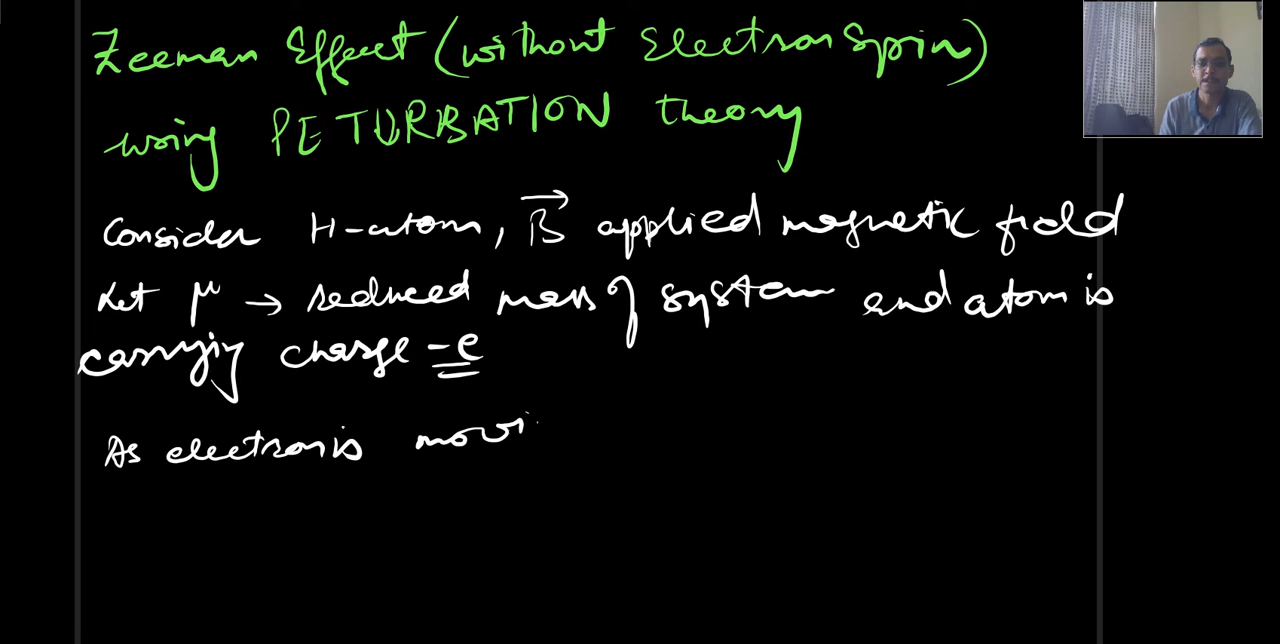 Zeeman Effect (without Electron Spin)
using PETURBATION theory
Consider H-atom, B⃗ applied magnetic field
Let μ → reduced mass of system and atom is
carrying charge -e
As electron is movi